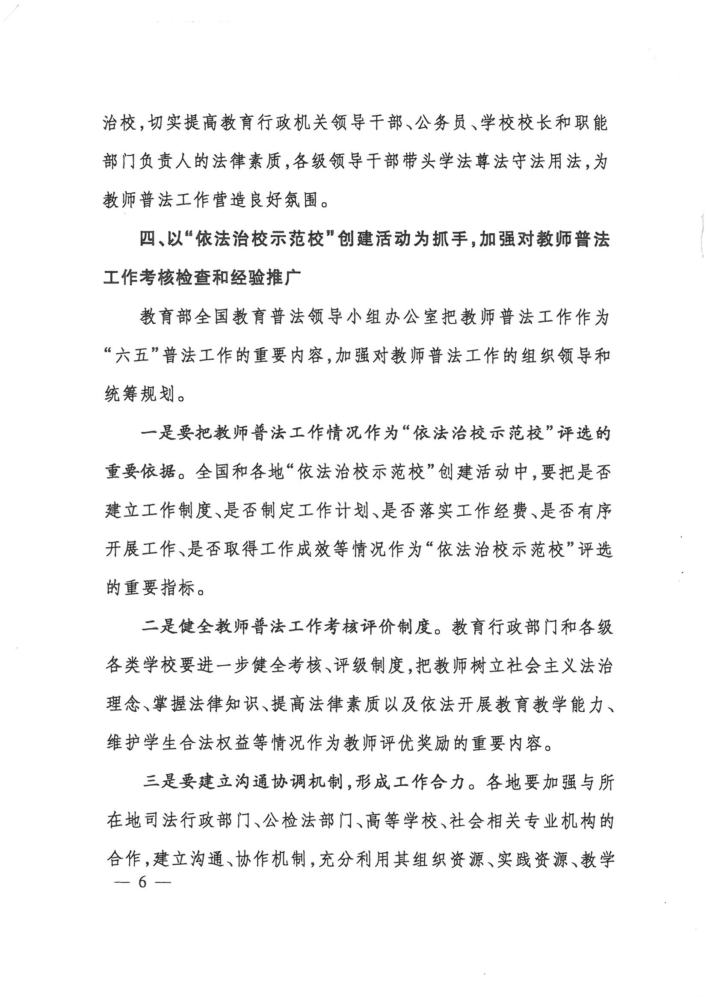 治校,切实提高教育行政机关领导干部、公务员、学校校长和职能
部门负责人的法律素质,各级领导干部带头学法尊法守法用法,为
教师普法工作营造良好氛围。
四、以“依法治校示范校”创建活动为抓手,加强对教师普法
工作考核检查和经验推广
教育部全国教育普法领导小组办公室把教师普法工作作为
“六五”普法工作的重要内容,加强对教师普法工作的组织领导和
统筹规划。
一是要把教师普法工作情况作为“依法治校示范校”评选的
重要依据。全国和各地“依法治校示范校”创建活动中,要把是否
建立工作制度、是否制定工作计划、是否落实工作经费、是否有序
开展工作、是否取得工作成效等情况作为“依法治校示范校”评选
的重要指标。
二是健全教师普法工作考核评价制度。教育行政部门和各级
各类学校要进一步健全考核、评级制度,把教师树立社会主义法治
理念、掌握法律知识、提高法律素质以及依法开展教育教学能力、
维护学生合法权益等情况作为教师评优奖励的重要内容。
三是要建立沟通协调机制,形成工作合力。各地要加强与所
在地司法行政部门、公检法部门、高等学校、社会相关专业机构的
合作,建立沟通、协作机制,充分利用其组织资源、实践资源、教学
— 6 —